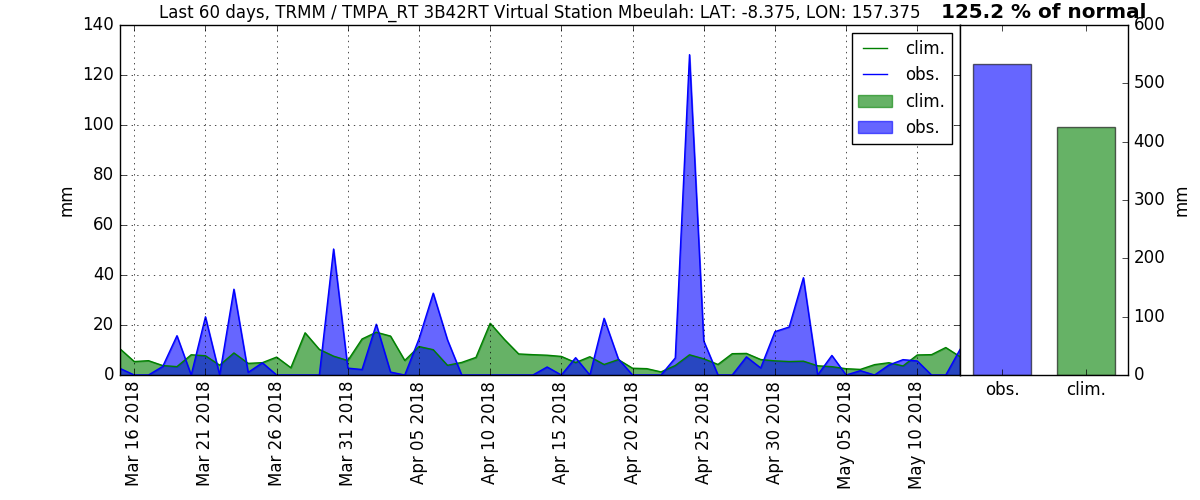 Last 60 days, TRMM / TMPA_RT 3B42RT Virtual Station Mbeulah: LAT: -8.375, LON: 157.375
125.2 % of normal
140
120
100
80
60
40
20
0
mm
clim.
obs.
clim.
obs.
600
500
400
300
200
100
0
mm
obs.
clim.
Mar 16 2018
Mar 21 2018
Mar 26 2018
Mar 31 2018
Apr 05 2018
Apr 10 2018
Apr 15 2018
Apr 20 2018
Apr 25 2018
Apr 30 2018
May 05 2018
May 10 2018